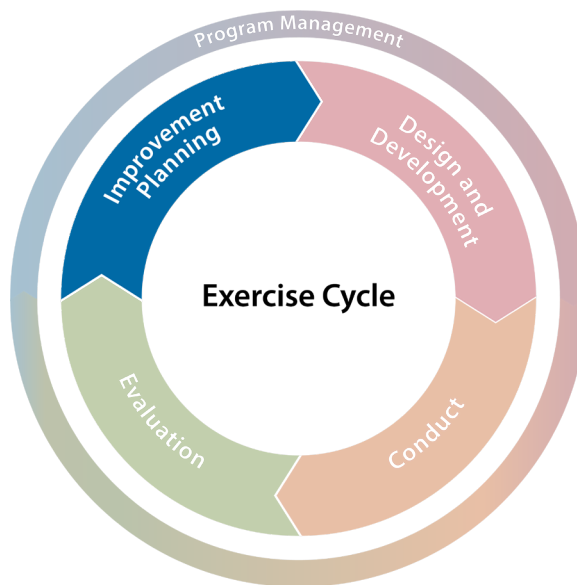 Program Management
Improvement
Planning
Design and
Development
Exercise Cycle
Evaluation
Conduct